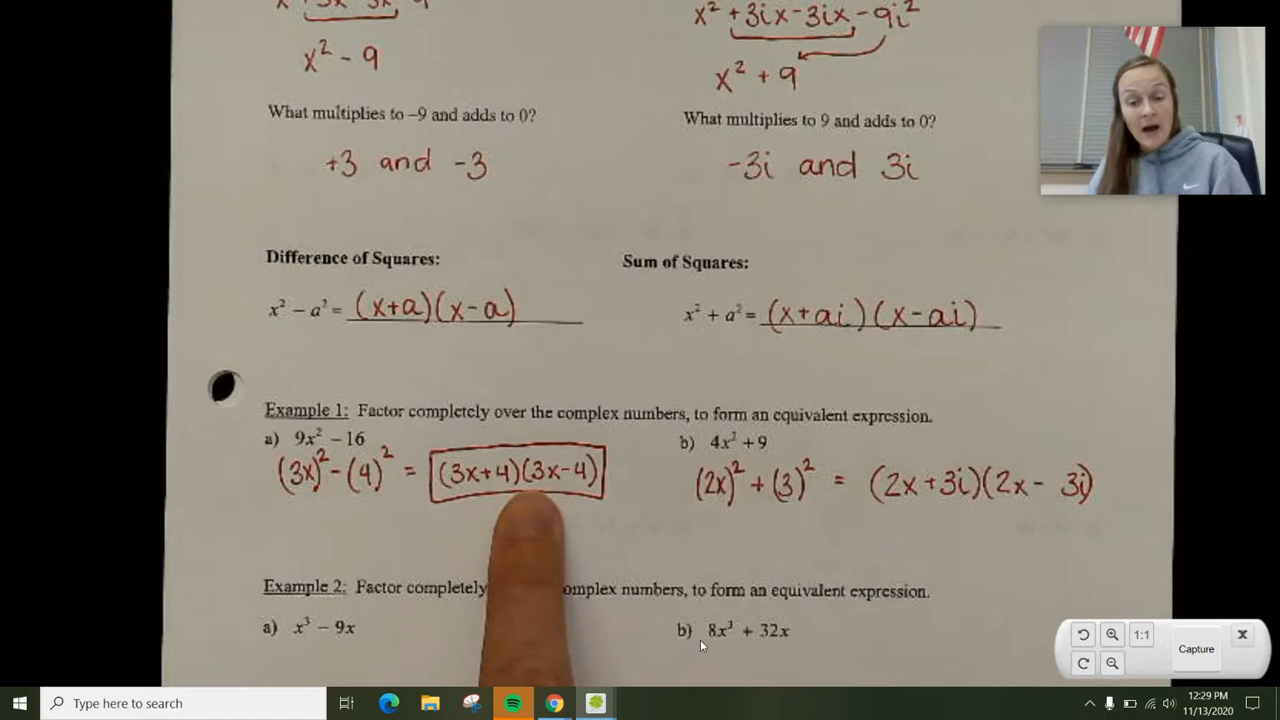 x² + 3ix - 3ix - 9i²
x² - 9
x² + 9
What multiplies to –9 and adds to 0?
What multiplies to 9 and adds to 0?
+3 and -3
-3i and 3i
Difference of Squares:
Sum of Squares:
x² – a² = (x+a)(x-a)
x² + a² = (x+ai)(x-ai)
Example 1: Factor completely over the complex numbers, to form an equivalent expression.
a) 9x² – 16
b) 4x² + 9
(3x)² - (4)² = (3x+4)(3x-4)
(2x)² + (3)² = (2x+3i)(2x - 3i)
Example 2: Factor completely complex numbers, to form an equivalent expression.
a) x³ – 9x
b) 8x³ + 32x
1:1
Capture
Type here to search
12:29 PM
11/13/2020